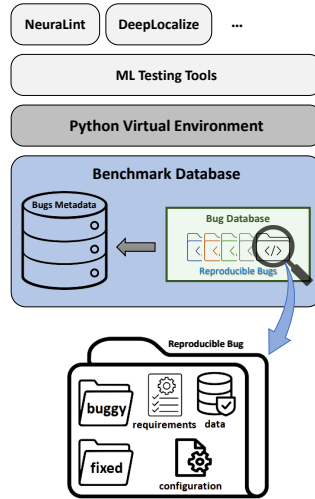 NeuraLint
DeepLocalize
...
ML Testing Tools
Python Virtual Environment
Benchmark Database
Bugs Metadata
Bug Database
</>
Reproducible Bugs
Reproducible Bug
buggy
requirements
data
fixed
configuration